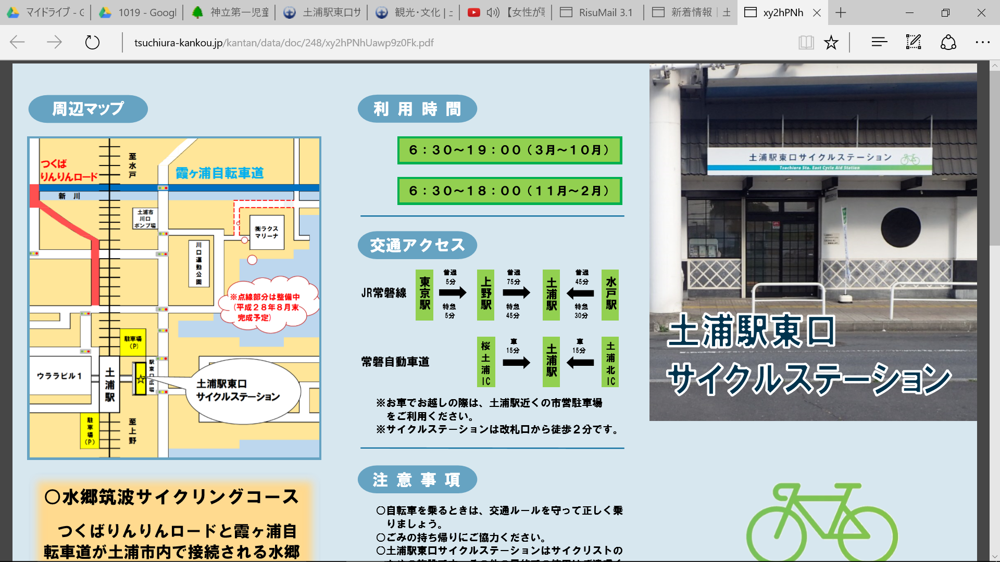 マイドライブ - G
1019 - Googl
神立第一児童
土浦駅東口サ
観光・文化 | ニ
【女性が歌
RisuMail 3.1
新着情報｜土
xy2hPNh
tsuchiura-kankou.jp/kantan/data/doc/248/xy2hPNhUawp9z0Fk.pdf
周辺マップ
つくば
りんりんロード
至水戸
霞ヶ浦自転車道
新 川
土浦市
川口
ポンプ場
㈱ラクス
マリーナ
川口運動公園
※点線部分は整備中
(平成２８年８月末
完成予定)
駐車場
(P)
ウララビル１
土浦駅
駅東口広場
☆
土浦駅東口
サイクルステーション
駐車場
(P)
至上野
○水郷筑波サイクリングコース
つくばりんりんロードと霞ヶ浦自
転車道が土浦市内で接続される水郷
利 用 時 間
６：３０～１９：００（３月～１０月）
６：３０～１８：００（１１月～２月）
交通アクセス
JR常磐線
東京駅
普通
5分
特急
5分
上野駅
普通
75分
特急
45分
土浦駅
普通
45分
特急
30分
水戸駅
常磐自動車道
桜土浦IC
車
15分
土浦駅
車
15分
土浦北IC
※お車でお越しの際は、土浦駅近くの市営駐車場
をご利用ください。
※サイクルステーションは改札口から徒歩２分です。
注 意 事 項
○自転車を乗るときは、交通ルールを守って正しく乗
りましょう。
○ごみの持ち帰りにご協力ください。
○土浦駅東口サイクルステーションはサイクリストの
土浦駅東口サイクルステーション
Tsuchiura Sta. East Cycle Aid Station
土浦駅東口
サイクルステーション